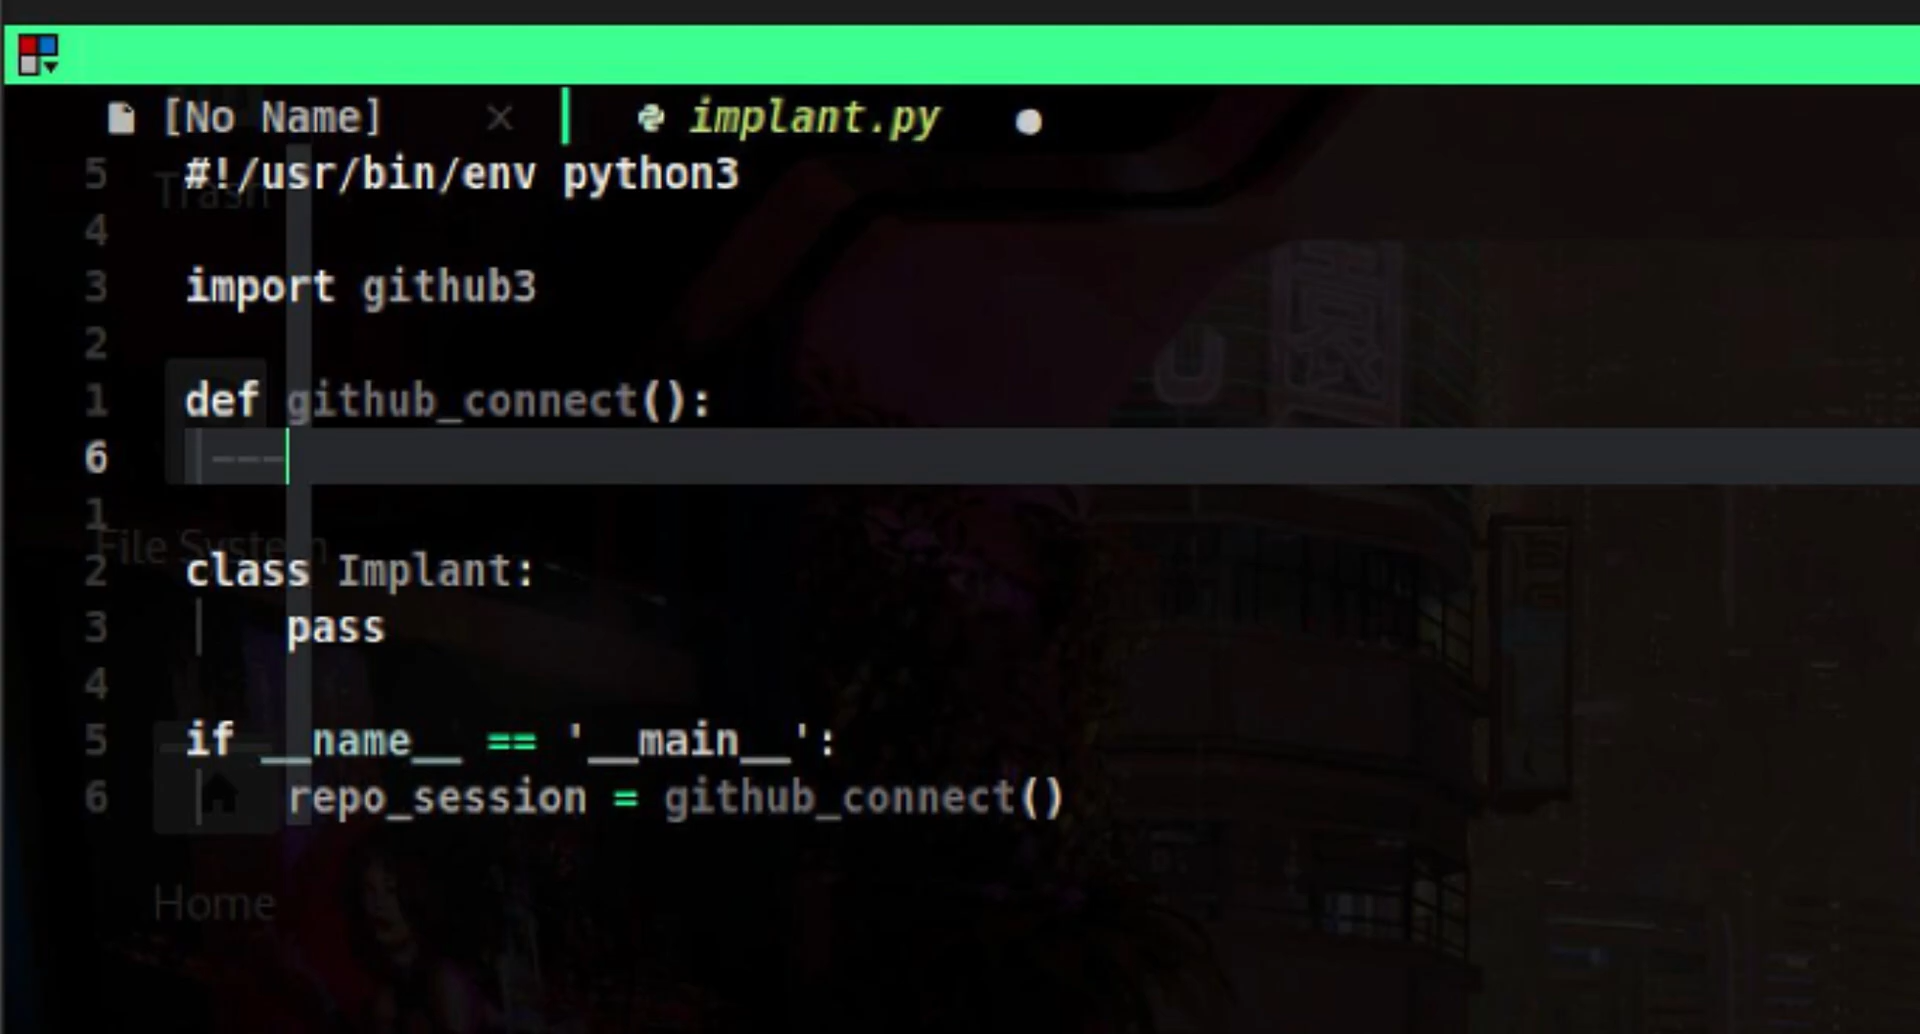 [No Name] × implant.py
5 #!/usr/bin/env python3
Trash
4
3 import github3
2
1 def github_connect():
6 ---
1
File System
2 class Implant:
3 pass
4
5 if __name__ == '__main__':
6 repo_session = github_connect()
Home